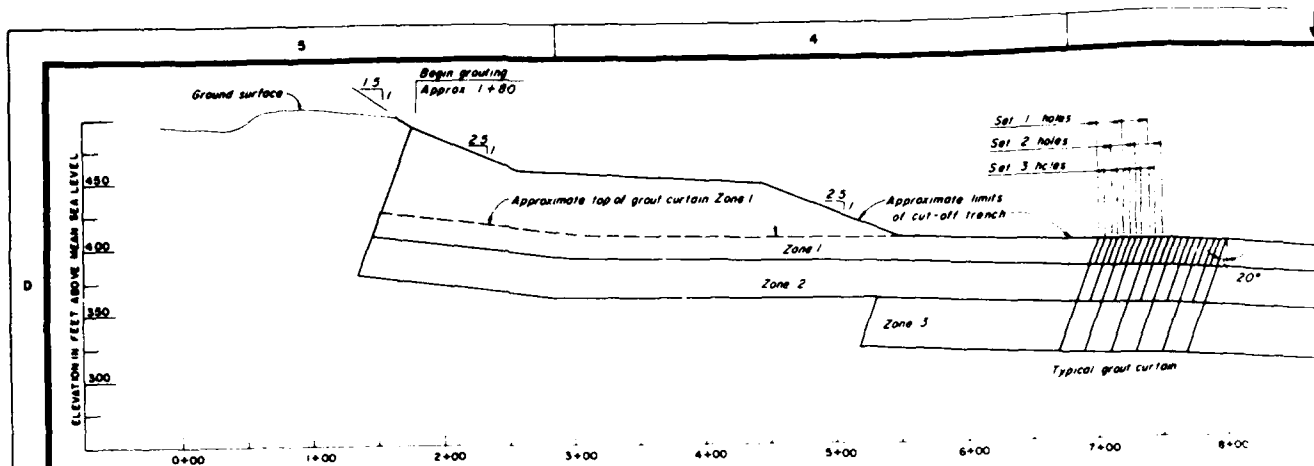 5 4
Begin grouting
Approx 1+80
1.5
1
Ground surface
Set 1 holes
Set 2 holes
Set 3 holes
2.5
1
2.5
1
Approximate top of grout curtain Zone 1
Approximate limits
of cut-off trench
Zone 1
20°
Zone 2
Zone 3
Typical grout curtain
D
ELEVATION IN FEET ABOVE MEAN SEA LEVEL
450
400
350
300
0+00 1+00 2+00 3+00 4+00 5+00 6+00 7+00 8+00